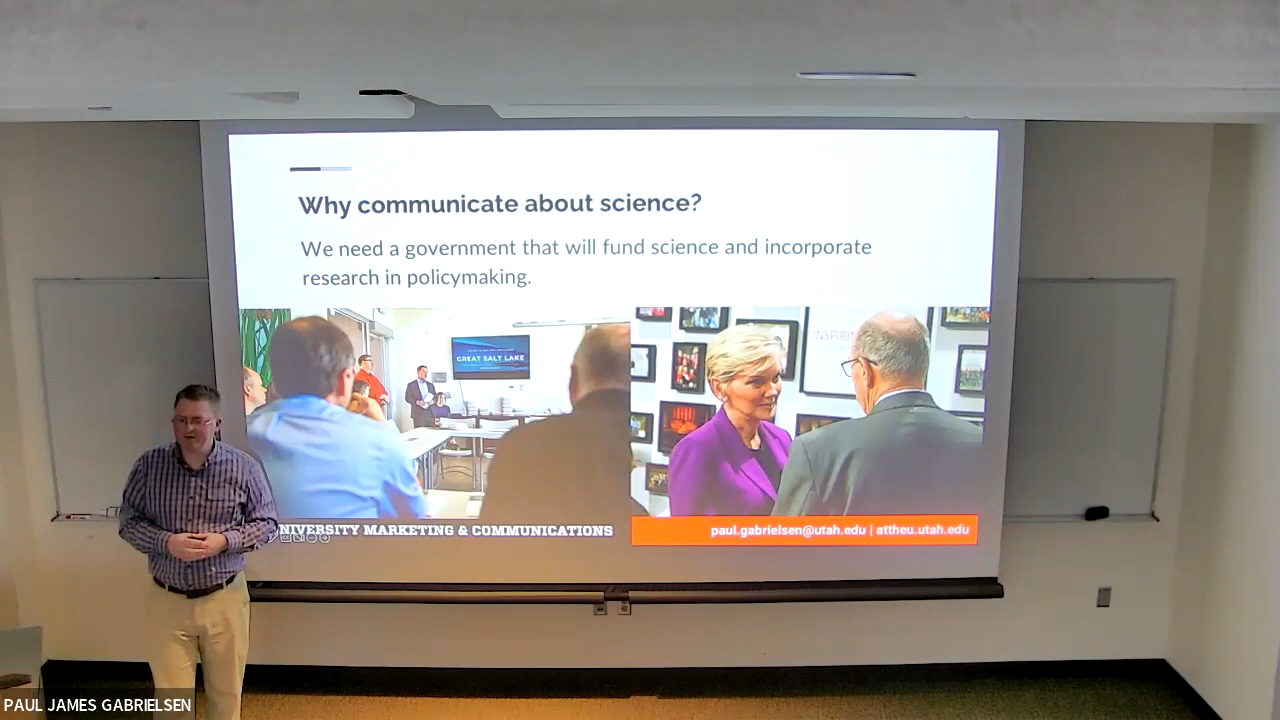 Why communicate about science?
We need a government that will fund science and incorporate
research in policymaking.
GREAT SALT LAKE
NIVERSITY MARKETING & COMMUNICATIONS
paul.gabrielsen@utah.edu | attheu.utah.edu
PAUL JAMES GABRIELSEN